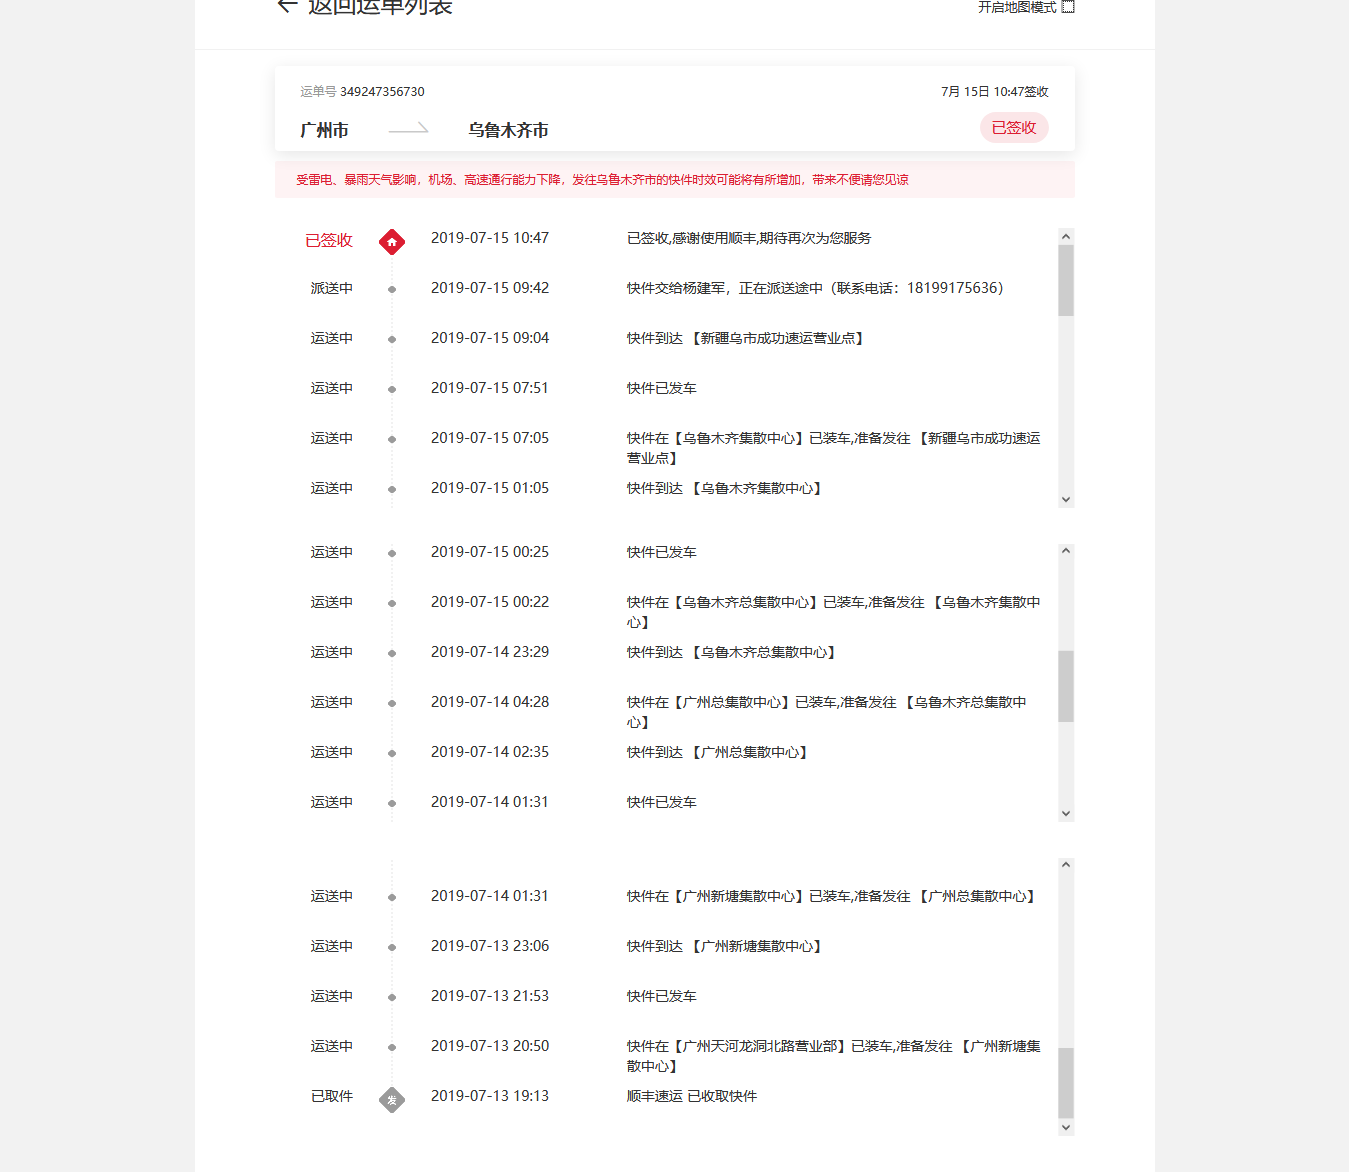 返回运单列表
开启地图模式
运单号 349247356730
7月 15日 10:47签收
广州市
乌鲁木齐市
已签收
受雷电、暴雨天气影响，机场、高速通行能力下降，发往乌鲁木齐市的快件时效可能将有所增加，带来不便请您见谅
已签收 2019-07-15 10:47 已签收,感谢使用顺丰,期待再次为您服务
派送中 2019-07-15 09:42 快件交给杨建军，正在派送途中（联系电话：18199175636）
运送中 2019-07-15 09:04 快件到达 【新疆乌市成功速运营业点】
运送中 2019-07-15 07:51 快件已发车
运送中 2019-07-15 07:05 快件在【乌鲁木齐集散中心】已装车,准备发往 【新疆乌市成功速运
营业点】
运送中 2019-07-15 01:05 快件到达 【乌鲁木齐集散中心】
运送中 2019-07-15 00:25 快件已发车
运送中 2019-07-15 00:22 快件在【乌鲁木齐总集散中心】已装车,准备发往 【乌鲁木齐集散中
心】
运送中 2019-07-14 23:29 快件到达 【乌鲁木齐总集散中心】
运送中 2019-07-14 04:28 快件在【广州总集散中心】已装车,准备发往 【乌鲁木齐总集散中
心】
运送中 2019-07-14 02:35 快件到达 【广州总集散中心】
运送中 2019-07-14 01:31 快件已发车
运送中 2019-07-14 01:31 快件在【广州新塘集散中心】已装车,准备发往 【广州总集散中心】
运送中 2019-07-13 23:06 快件到达 【广州新塘集散中心】
运送中 2019-07-13 21:53 快件已发车
运送中 2019-07-13 20:50 快件在【广州天河龙洞北路营业部】已装车,准备发往 【广州新塘集
散中心】
已取件 发 2019-07-13 19:13 顺丰速运 已收取快件